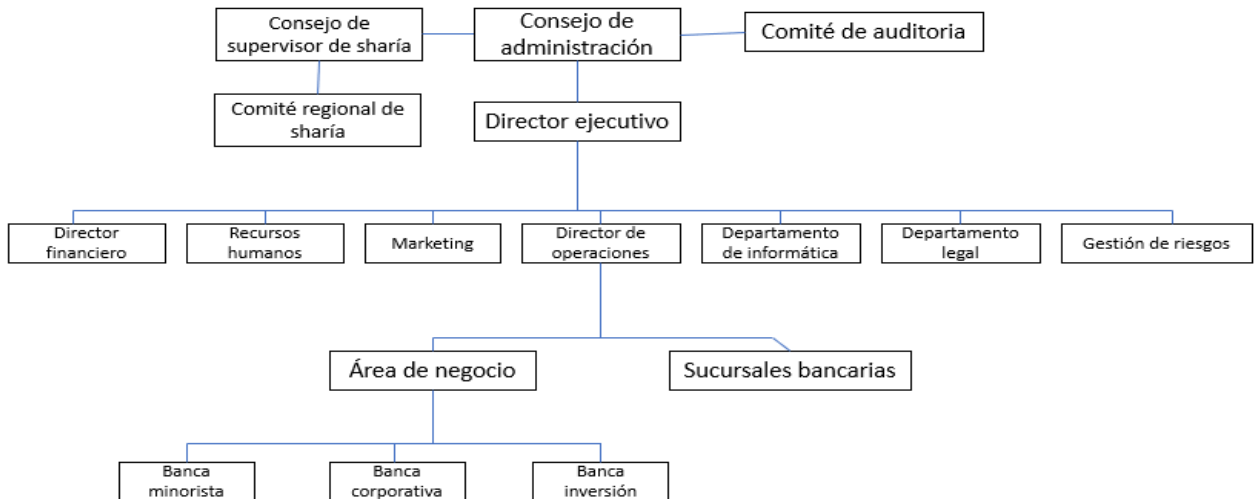 Consejo de
supervisor de sharía
Consejo de
administración
Comité de auditoria
Comité regional de
sharía
Director ejecutivo
Director
financiero
Recursos
humanos
Marketing
Director de
operaciones
Departamento
de informática
Departamento
legal
Gestión de riesgos
Área de negocio
Sucursales bancarias
Banca
minorista
Banca
corporativa
Banca
inversión